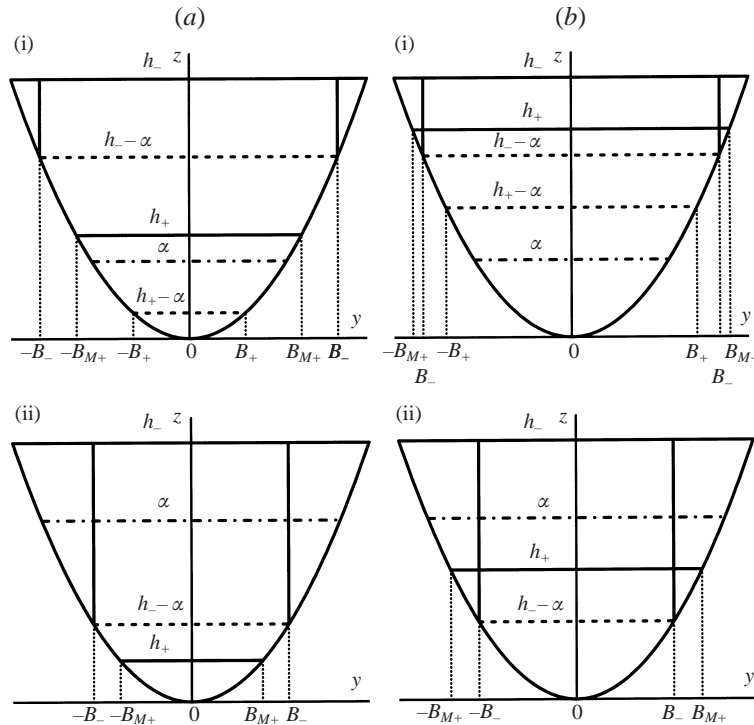 (a)
(i)
h₋ z
h₋ – α
h₊
α
h₊ – α
y
–B₋ –B_{M+} –B₊ 0 B₊ B_{M+} B₋
(b)
(i)
h₋ z
h₊
h₋ – α
h₊ – α
α
y
–B_{M+} –B₊ 0 B₊ B_{M+}
B₋ B₋
(ii)
h₋ z
α
h₋ – α
h₊
y
–B₋ –B_{M+} 0 B_{M+} B₋
(ii)
h₋ z
α
h₊
h₋ – α
y
–B_{M+} –B₋ 0 B₋ B_{M+}